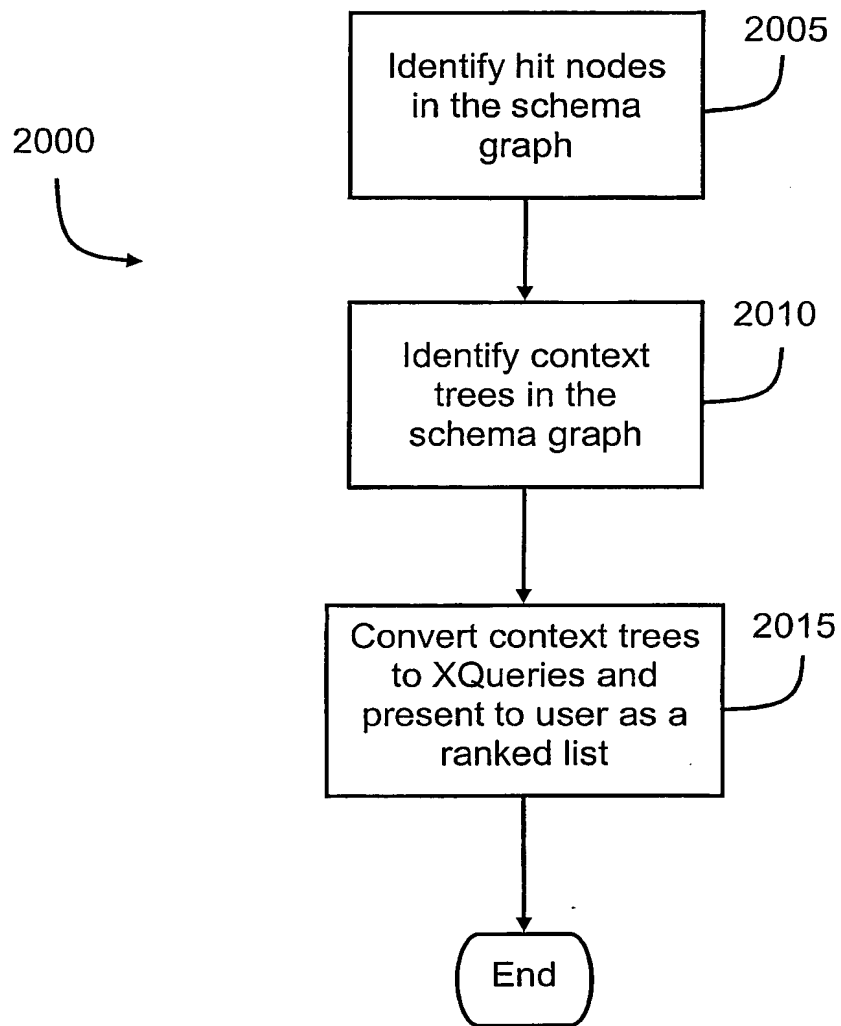 2005
Identify hit nodes
in the schema
graph
2000
2010
Identify context
trees in the
schema graph
2015
Convert context trees
to XQueries and
present to user as a
ranked list
End